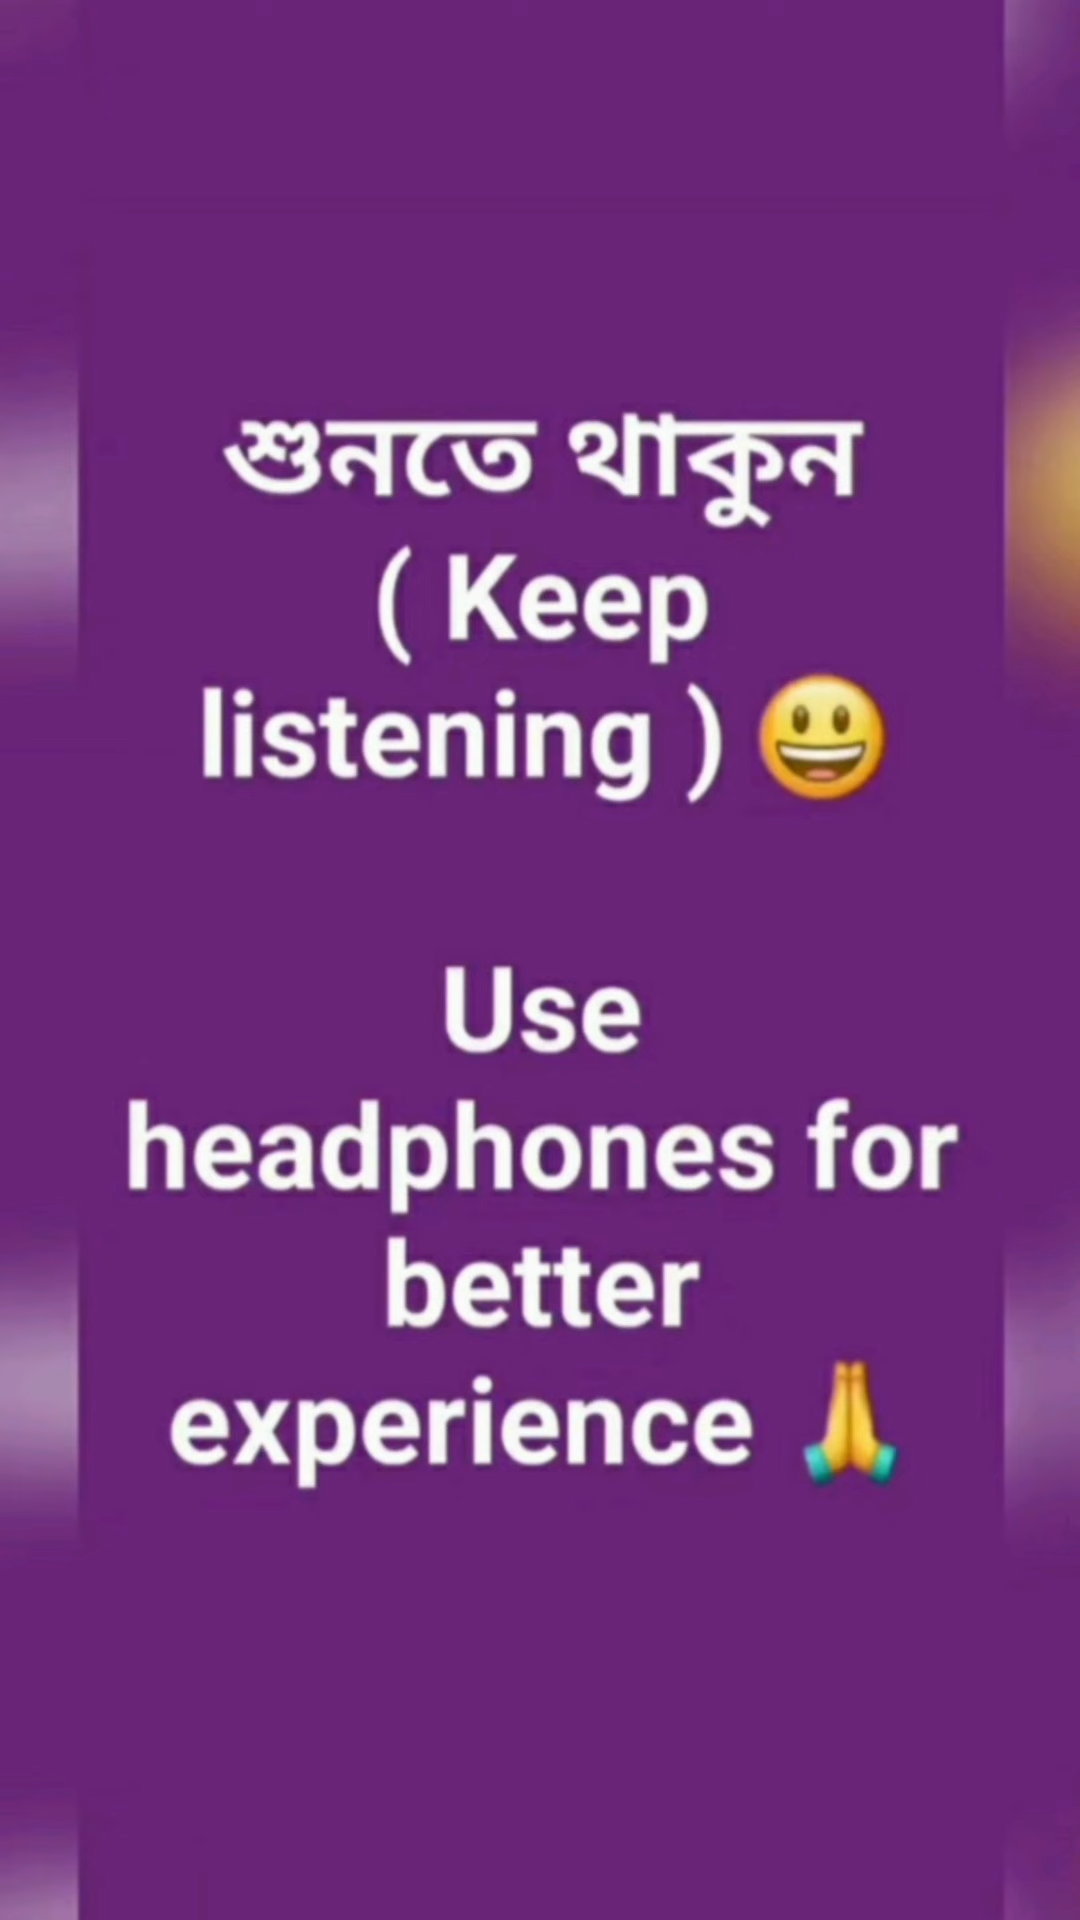 শুনতে থাকুন
( Keep
listening ) 😃
Use
headphones for
better
experience 🙏